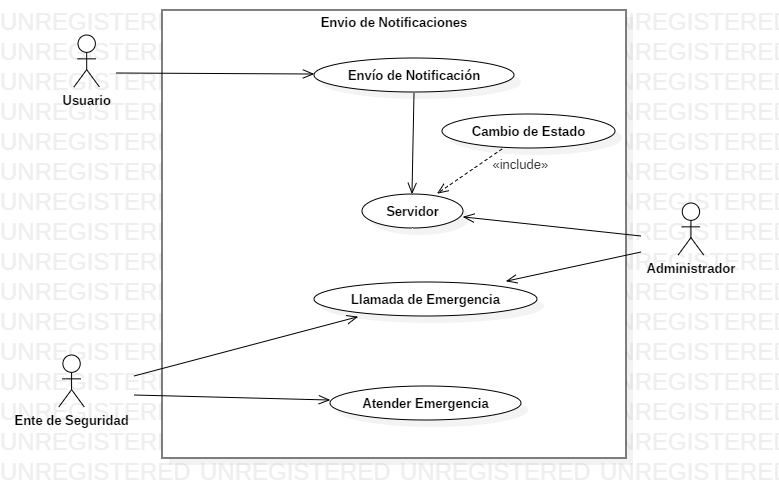 Envio de Notificaciones
Usuario
Envío de Notificación
Cambio de Estado
«include»
Servidor
Administrador
Llamada de Emergencia
Ente de Seguridad
Atender Emergencia
UNREGISTERED UNREGISTERED UNREGISTERED UNREGISTERED